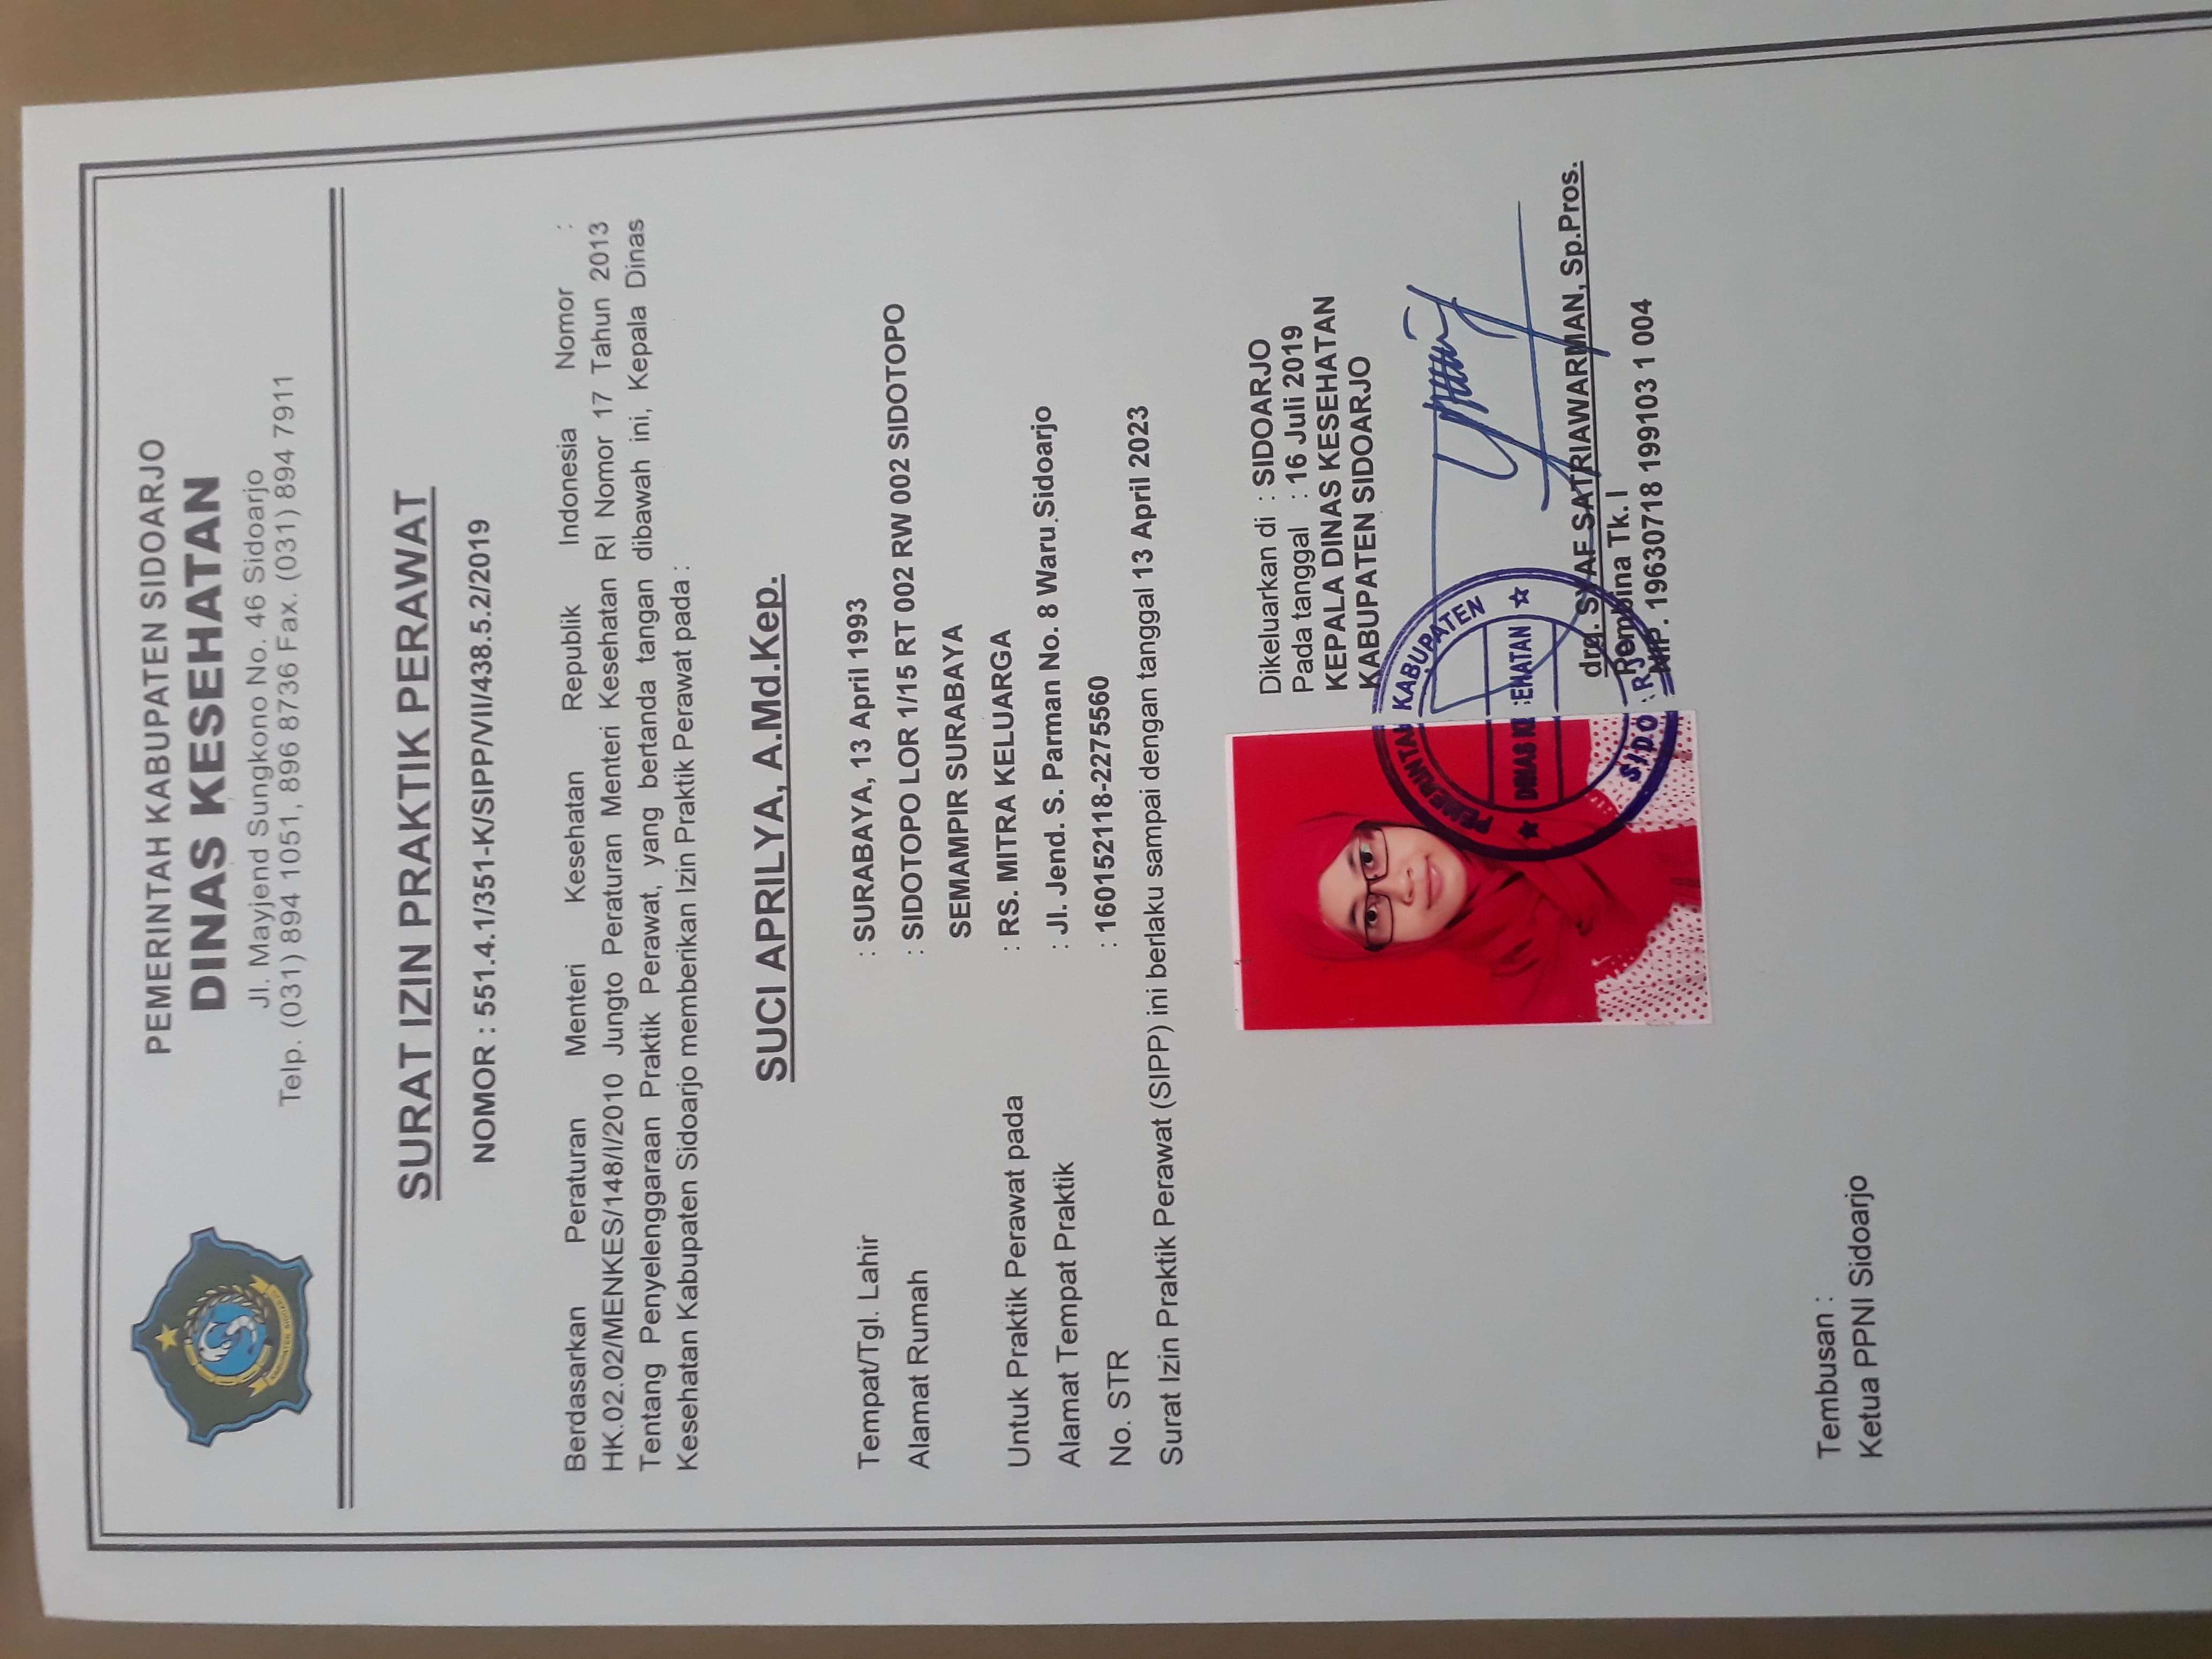 PEMERINTAH KABUPATEN SIDOARJO
DINAS KESEHATAN
Jl. Mayjend Sungkono No. 46 Sidoarjo
Telp. (031) 894 1051, 896 8736 Fax. (031) 894 7911
SURAT IZIN PRAKTIK PERAWAT
NOMOR : 551.4.1/351-K/SIPP/VII/438.5.2/2019
Berdasarkan Peraturan Menteri Kesehatan Republik Indonesia Nomor :
HK.02.02/MENKES/148/I/2010 Jungto Peraturan Menteri Kesehatan RI Nomor 17 Tahun 2013
Tentang Penyelenggaraan Praktik Perawat, yang bertanda tangan dibawah ini, Kepala Dinas
Kesehatan Kabupaten Sidoarjo memberikan Izin Praktik Perawat pada :
SUCI APRILYA, A.Md.Kep.
Tempat/Tgl. Lahir : SURABAYA, 13 April 1993
Alamat Rumah : SIDOTOPO LOR 1/15 RT 002 RW 002 SIDOTOPO
SEMAMPIR SURABAYA
Untuk Praktik Perawat pada : RS. MITRA KELUARGA
Alamat Tempat Praktik : Jl. Jend. S. Parman No. 8 Waru Sidoarjo
No. STR : 160152118-2275560
Surat Izin Praktik Perawat (SIPP) ini berlaku sampai dengan tanggal 13 April 2023
Dikeluarkan di : SIDOARJO
Pada tanggal : 16 Juli 2019
KEPALA DINAS KESEHATAN
KABUPATEN SIDOARJO
PEMERINTAH KABUPATEN
DINAS KESEHATAN
SIDOARJO
drg. SYAF SATRIAWARMAN, Sp.Pros.
Pembina Tk. I
NIP. 19630718 199103 1 004
Tembusan :
Ketua PPNI Sidoarjo